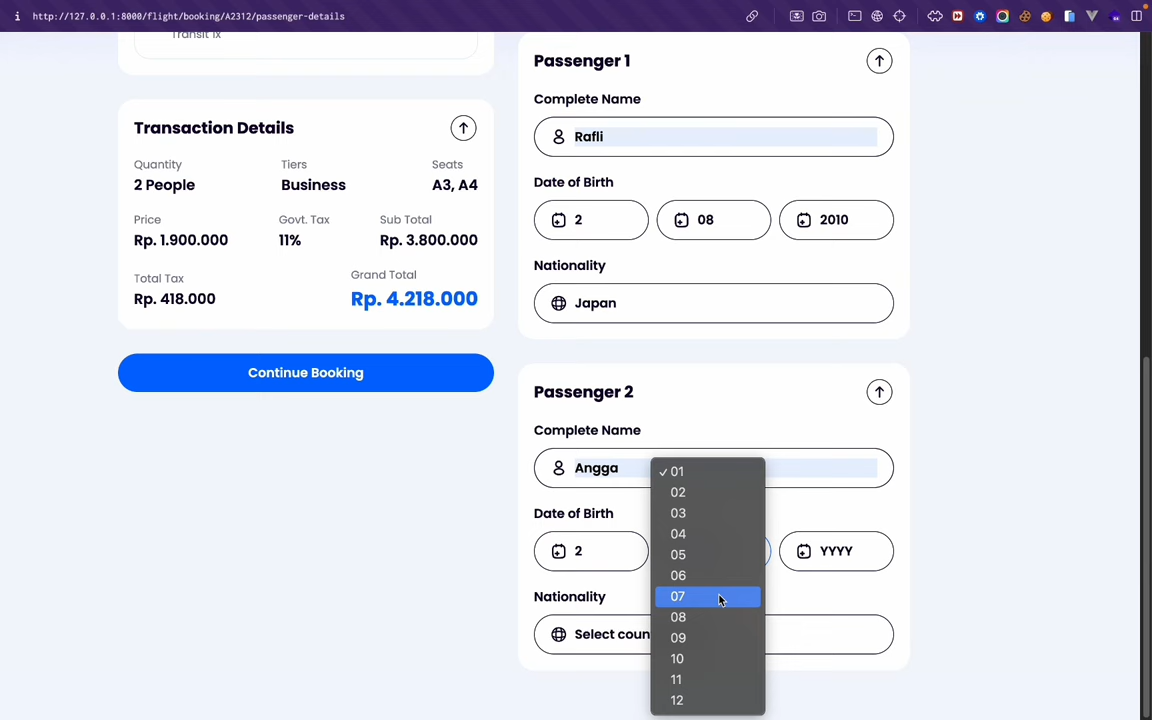 http://127.0.0.1:8000/flight/booking/A2312/passenger-details
Transit 1x
Transaction Details
Quantity Tiers Seats
2 People Business A3, A4
Price Govt. Tax Sub Total
Rp. 1.900.000 11% Rp. 3.800.000
Total Tax Grand Total
Rp. 418.000 Rp. 4.218.000
Continue Booking
Passenger 1
Complete Name
Rafli
Date of Birth
2 08 2010
Nationality
Japan
Passenger 2
Complete Name
Angga
Date of Birth
2 YYYY
Nationality
Select coun
✓ 01
02
03
04
05
06
07
08
09
10
11
12